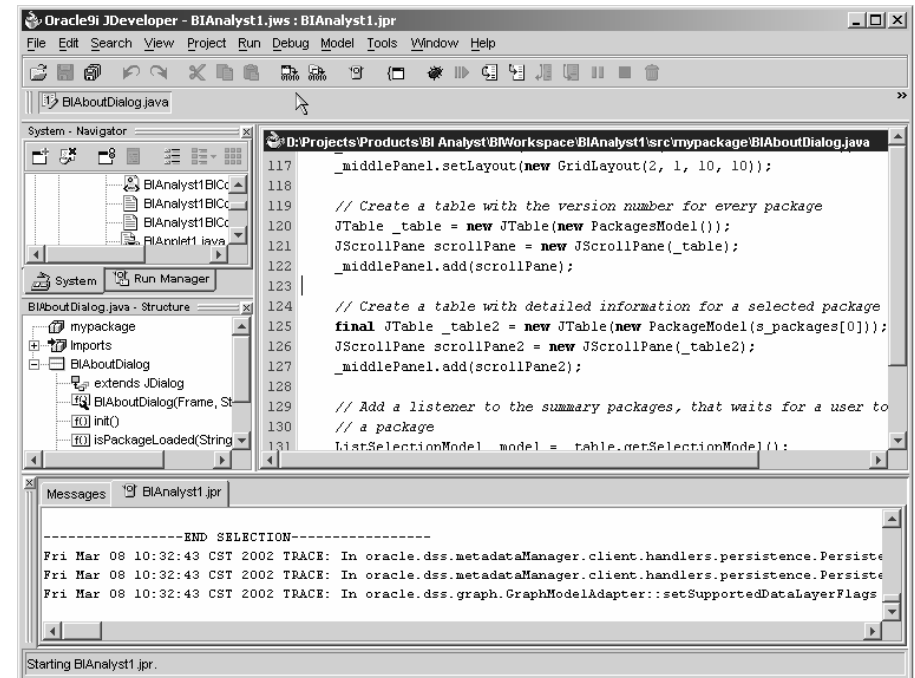 Oracle9i JDeveloper - BIAnalyst1.jws : BIAnalyst1.jpr
File Edit Search View Project Run Debug Model Tools Window Help
BIAboutDialog.java
System - Navigator
BIAnalyst1BICo
BIAnalyst1BICo
BIAnalyst1BICo
BIApplet1.java
System Run Manager
BIAboutDialog.java - Structure
mypackage
Imports
BIAboutDialog
extends JDialog
BIAboutDialog(Frame, St
init()
isPackageLoaded(String
D:\Projects\Products\BI Analyst\BIWorkspace\BIAnalyst1\src\mypackage\BIAboutDialog.java
117 _middlePanel.setLayout(new GridLayout(2, 1, 10, 10));
118
119 // Create a table with the version number for every package
120 JTable _table = new JTable(new PackagesModel());
121 JScrollPane scrollPane = new JScrollPane(_table);
122 _middlePanel.add(scrollPane);
123
124 // Create a table with detailed information for a selected package
125 final JTable _table2 = new JTable(new PackageModel(s_packages[0]));
126 JScrollPane scrollPane2 = new JScrollPane(_table2);
127 _middlePanel.add(scrollPane2);
128
129 // Add a listener to the summary packages, that waits for a user to
130 // a package
131 ListSelectionModel _model = _table.getSelectionModel();
Messages BIAnalyst1.jpr
------------------END SELECTION------------------
Fri Mar 08 10:32:43 CST 2002 TRACE: In oracle.dss.metadataManager.client.handlers.persistence.Persiste
Fri Mar 08 10:32:43 CST 2002 TRACE: In oracle.dss.metadataManager.client.handlers.persistence.Persiste
Fri Mar 08 10:32:43 CST 2002 TRACE: In oracle.dss.graph.GraphModelAdapter::setSupportedDataLayerFlags
Starting BIAnalyst1.jpr.